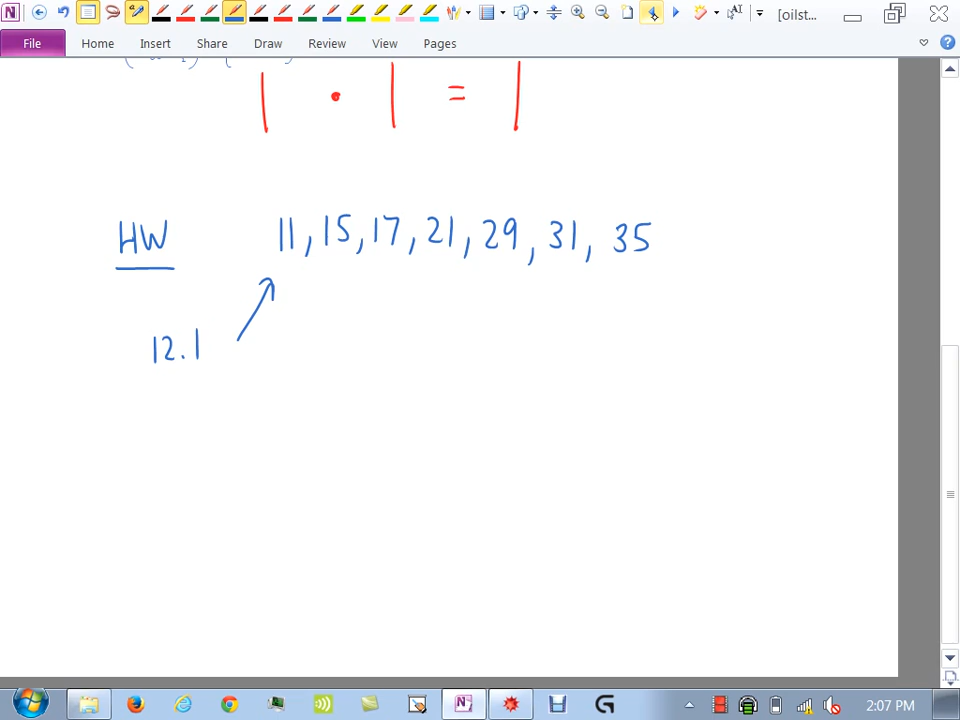 [oilst...
File Home Insert Share Draw Review View Pages
| · | = |
HW 11, 15, 17, 21, 29, 31, 35
12.1
2:07 PM